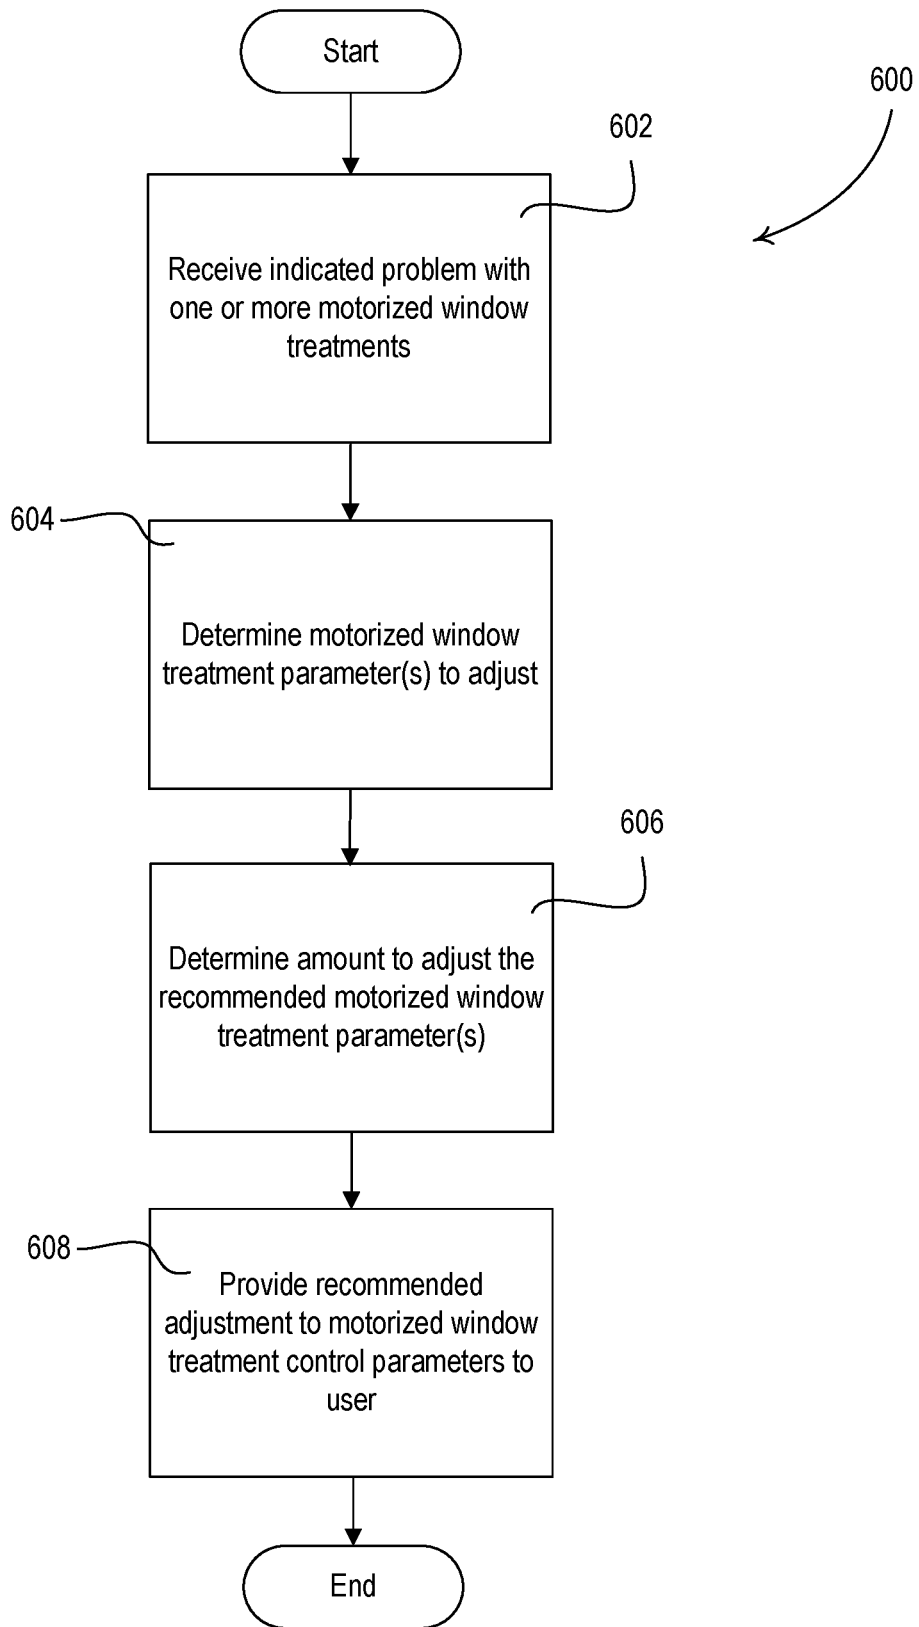 Start
600
602
Receive indicated problem with
one or more motorized window
treatments
604
Determine motorized window
treatment parameter(s) to adjust
606
Determine amount to adjust the
recommended motorized window
treatment parameter(s)
608
Provide recommended
adjustment to motorized window
treatment control parameters to
user
End